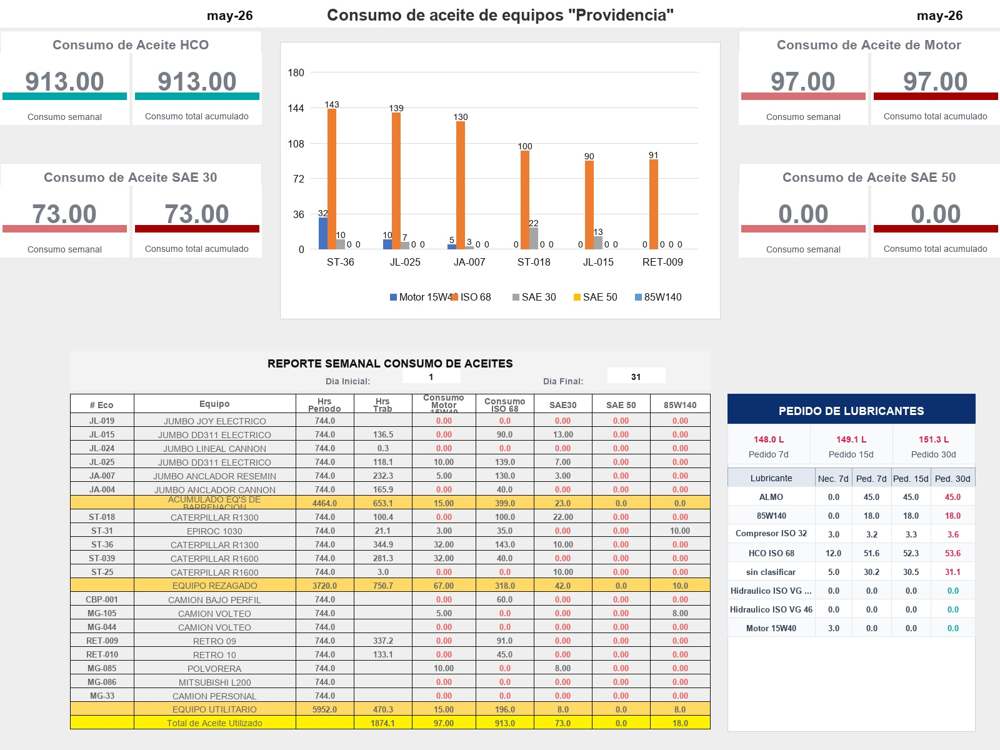 may-26
Consumo de aceite de equipos "Providencia"
may-26
Consumo de Aceite HCO
913.00 913.00
Consumo semanal Consumo total acumulado
Consumo de Aceite SAE 30
73.00 73.00
Consumo semanal Consumo total acumulado
180
144
108
72
36
0
143 139 130 100 90 91
32 10 0 0
10 7 0 0
5 3 0 0
0 22 0 0
0 13 0 0
0 0 0 0
ST-36 JL-025 JA-007 ST-018 JL-015 RET-009
Motor 15W4 ISO 68 SAE 30 SAE 50 85W140
Consumo de Aceite de Motor
97.00 97.00
Consumo semanal Consumo total acumulado
Consumo de Aceite SAE 50
0.00 0.00
Consumo semanal Consumo total acumulado
REPORTE SEMANAL CONSUMO DE ACEITES
Dia Inicial: 1 Dia Final: 31
# Eco Equipo Hrs Periodo Hrs Trab Consumo Motor 15W40 Consumo ISO 68 SAE30 SAE 50 85W140
JL-019 JUMBO JOY ELECTRICO 744.0 0.00 0.0 0.00 0.00 0.00
JL-015 JUMBO DD311 ELECTRICO 744.0 136.5 0.00 90.0 13.00 0.00 0.00
JL-024 JUMBO LINEAL CANNON 744.0 0.3 0.00 0.0 0.00 0.00 0.00
JL-025 JUMBO DD311 ELECTRICO 744.0 118.1 10.00 139.0 7.00 0.00 0.00
JA-007 JUMBO ANCLADOR RESEMIN 744.0 232.3 5.00 130.0 3.00 0.00 0.00
JA-004 JUMBO ANCLADOR CANNON 744.0 165.9 0.00 40.0 0.00 0.00 0.00
ACUMULADO EQ'S DE BARRENACION 4464.0 653.1 15.00 399.0 23.0 0.0 0.0
ST-018 CATERPILLAR R1300 744.0 100.4 0.00 100.0 22.00 0.00 0.00
ST-31 EPIROC 1030 744.0 21.1 3.00 35.0 0.00 0.00 10.00
ST-36 CATERPILLAR R1300 744.0 344.9 32.00 143.0 10.00 0.00 0.00
ST-039 CATERPILLAR R1600 744.0 281.3 32.00 40.0 0.00 0.00 0.00
ST-25 CATERPILLAR R1600 744.0 3.0 0.00 0.0 10.00 0.00 0.00
EQUIPO REZAGADO 3720.0 750.7 67.00 318.0 42.0 0.0 10.0
CBP-001 CAMION BAJO PERFIL 744.0 0.00 60.0 0.00 0.00 0.00
MG-105 CAMION VOLTEO 744.0 5.00 0.0 0.00 0.00 8.00
MG-044 CAMION VOLTEO 744.0 0.00 0.0 0.00 0.00 0.00
RET-009 RETRO 09 744.0 337.2 0.00 91.0 0.00 0.00 0.00
RET-010 RETRO 10 744.0 133.1 0.00 45.0 0.00 0.00 0.00
MG-085 POLVORERA 744.0 10.00 0.0 8.00 0.00 0.00
MG-086 MITSUBISHI L200 744.0 0.00 0.0 0.00 0.00 0.00
MG-33 CAMION PERSONAL 744.0 0.00 0.0 0.00 0.00 0.00
EQUIPO UTILITARIO 5952.0 470.3 15.00 196.0 8.0 0.0 8.0
Total de Aceite Utilizado 1874.1 97.00 913.0 73.0 0.0 18.0
PEDIDO DE LUBRICANTES
148.0 L 149.1 L 151.3 L
Pedido 7d Pedido 15d Pedido 30d
Lubricante Nec. 7d Ped. 7d Ped. 15d Ped. 30d
ALMO 0.0 45.0 45.0 45.0
85W140 0.0 18.0 18.0 18.0
Compresor ISO 32 3.0 3.2 3.3 3.6
HCO ISO 68 12.0 51.6 52.3 53.6
sin clasificar 5.0 30.2 30.5 31.1
Hidraulico ISO VG ... 0.0 0.0 0.0 0.0
Hidraulico ISO VG 46 0.0 0.0 0.0 0.0
Motor 15W40 3.0 0.0 0.0 0.0